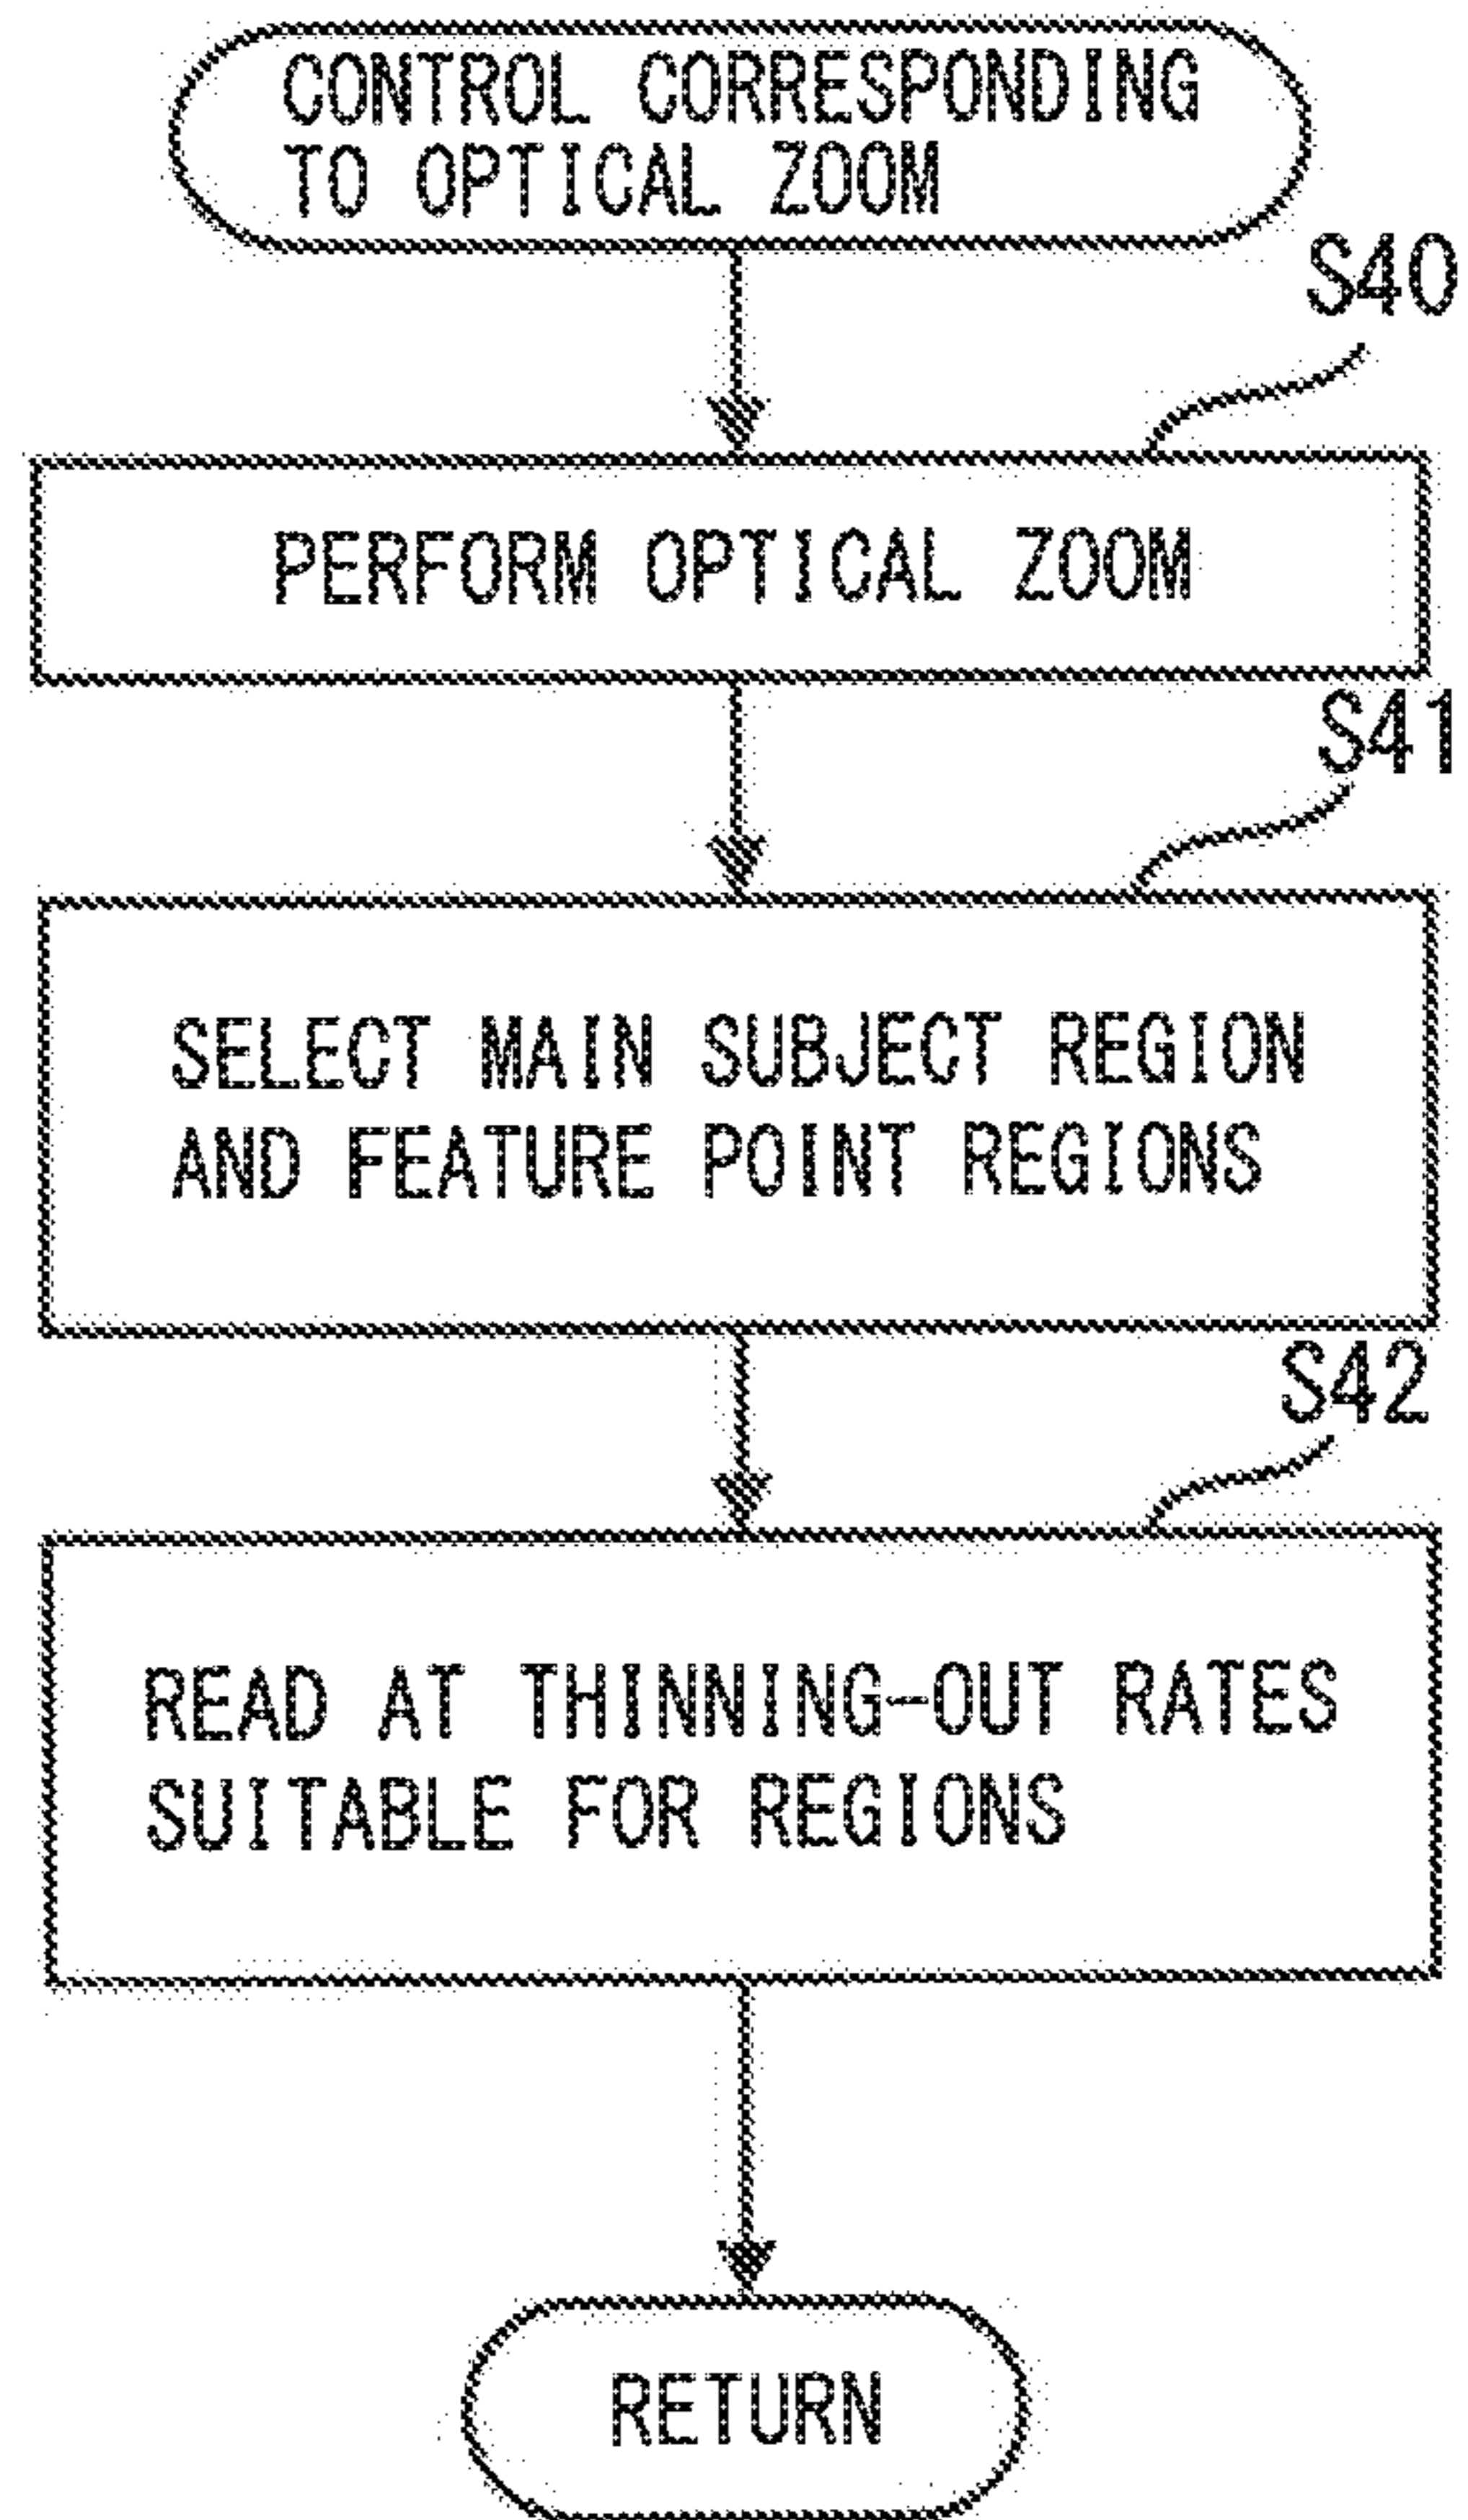 CONTROL CORRESPONDING
TO OPTICAL ZOOM
S40
PERFORM OPTICAL ZOOM
S41
SELECT MAIN SUBJECT REGION
AND FEATURE POINT REGIONS
S42
READ AT THINNING-OUT RATES
SUITABLE FOR REGIONS
RETURN